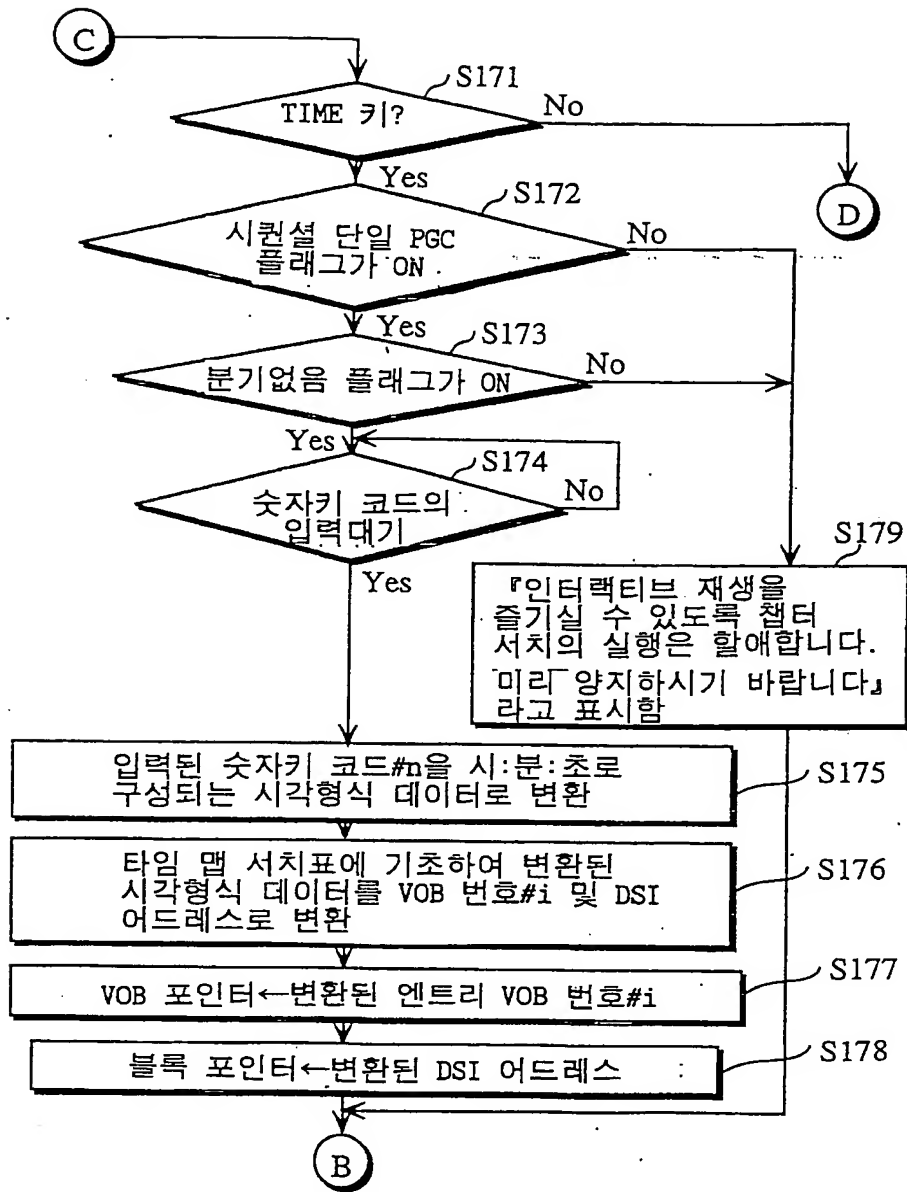 C
S171
TIME 키?
No
Yes
S172
D
시퀀셜 단일 PGC
플래그가 ON
No
Yes
S173
분기없음 플래그가 ON
No
Yes
S174
숫자키 코드의
입력대기
No
Yes
S179
『인터랙티브 재생을
즐기실 수 있도록 챕터
서치의 실행은 할애합니다.
미리 양지하시기 바랍니다』
라고 표시함
입력된 숫자키 코드#n을 시:분:초로
구성되는 시각형식 데이터로 변환
S175
타임 맵 서치표에 기초하여 변환된
시각형식 데이터를 VOB 번호#i 및 DSI
어드레스로 변환
S176
VOB 포인터←변환된 엔트리 VOB 번호#i
S177
블록 포인터←변환된 DSI 어드레스
S178
B